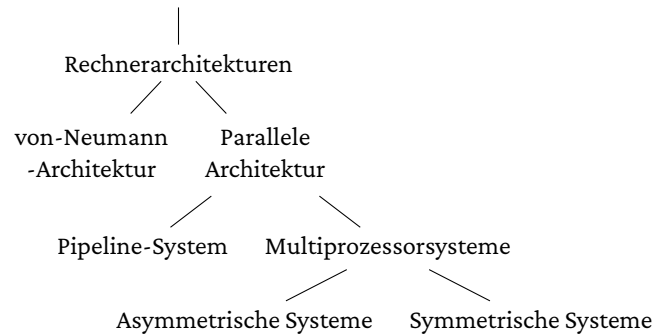 Rechnerarchitekturen
von-Neumann
-Architektur
Parallele
Architektur
Pipeline-System
Multiprozessorsysteme
Asymmetrische Systeme
Symmetrische Systeme